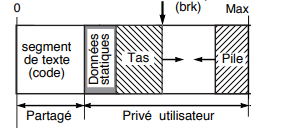 0 (brk) Max
segment
de texte
(code)
Données
statiques
Tas
Pile
Partagé Privé utilisateur